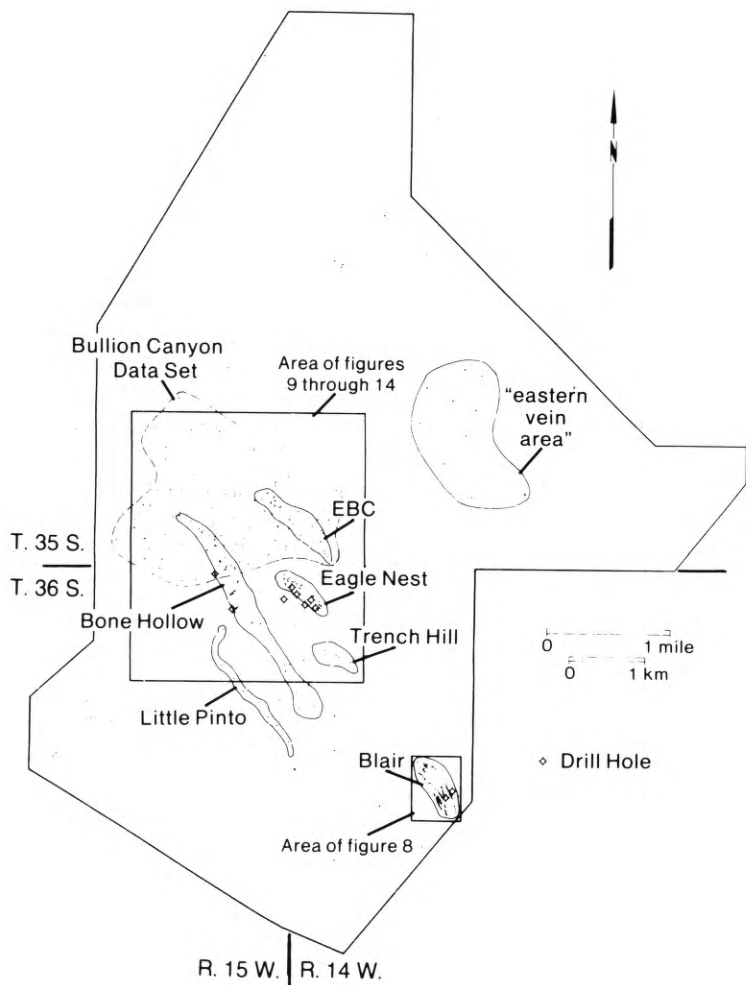 N
Bullion Canyon
Data Set
Area of figures
9 through 14
"eastern
vein
area"
EBC
T. 35 S.
T. 36 S.
Eagle Nest
Bone Hollow
Trench Hill
0 1 mile
0 1 km
Little Pinto
Blair
Drill Hole
Area of figure 8
R. 15 W. R. 14 W.